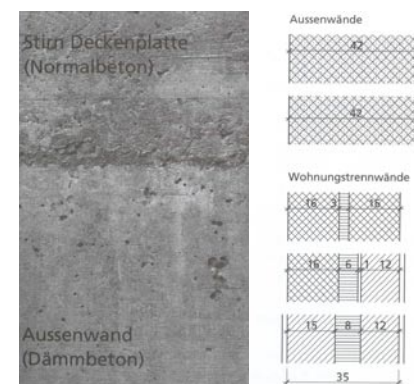 Stirn Deckenplatte
(Normalbeton)
Aussenwand
(Dämmbeton)
Aussenwände
42
42
Wohnungstrennwände
16 3 16
16 6 1 12
15 8 12
35